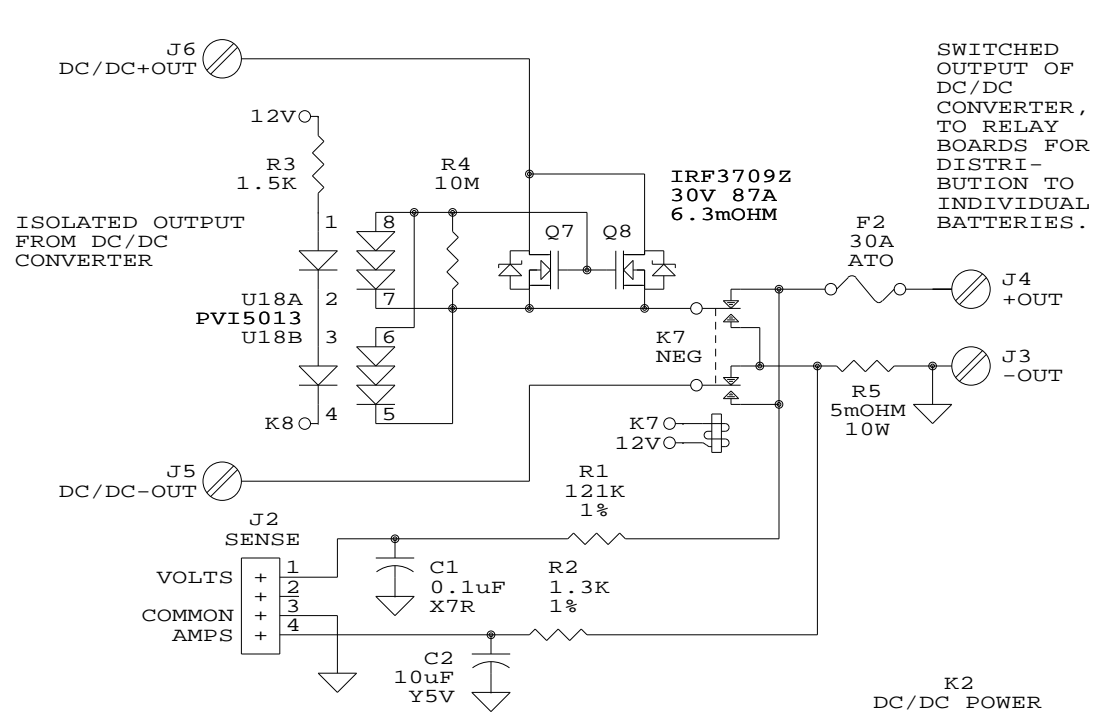 J6
DC/DC+OUT
SWITCHED
OUTPUT OF
DC/DC
CONVERTER,
TO RELAY
BOARDS FOR
DISTRI-
BUTION TO
INDIVIDUAL
BATTERIES.
12V
R3
1.5K
R4
10M
IRF3709Z
30V 87A
6.3mOHM
ISOLATED OUTPUT
FROM DC/DC
CONVERTER
1
8
Q7
Q8
F2
30A
ATO
J4
+OUT
U18A
PVI5013
U18B
2
7
3
6
K7
NEG
J3
-OUT
R5
5mOHM
10W
K8
4
5
K7
12V
J5
DC/DC-OUT
R1
121K
1%
J2
SENSE
VOLTS
+
1
+
2
COMMON
+
3
AMPS
+
4
C1
0.1uF
X7R
R2
1.3K
1%
C2
10uF
Y5V
K2
DC/DC POWER